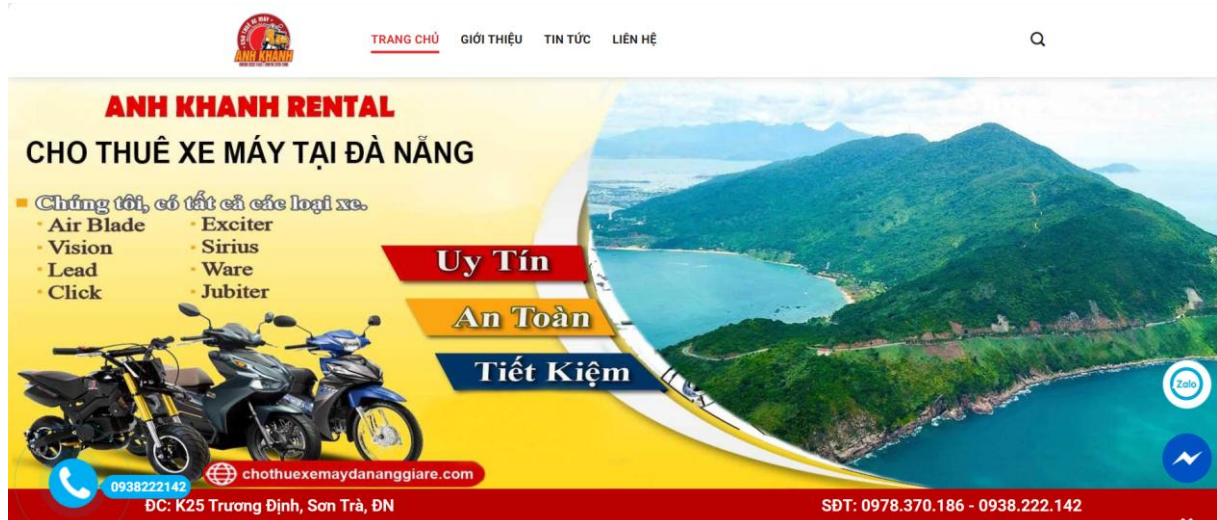 ANH KHANH
TRANG CHỦ GIỚI THIỆU TIN TỨC LIÊN HỆ
ANH KHANH RENTAL
CHO THUÊ XE MÁY TẠI ĐÀ NẴNG
Chúng tôi, có tất cả các loại xe.
Air Blade
Vision
Lead
Click
Exciter
Sirius
Ware
Jubiter
Uy Tín
An Toàn
Tiết Kiệm
Zalo
chothuexemaydananggiare.com
0938222142
ĐC: K25 Trương Định, Sơn Trà, ĐN
SĐT: 0978.370.186 - 0938.222.142